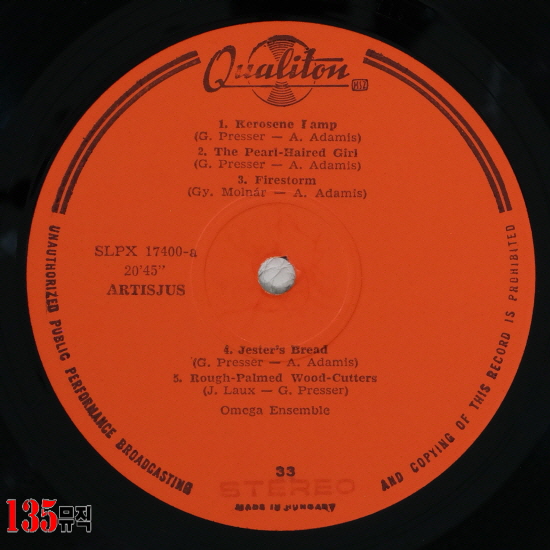 Qualiton
MSZ
1. Kerosene Lamp
(G. Presser — A. Adamis)
2. The Pearl-Haired Girl
(G. Presser — A. Adamis)
3. Firestorm
(Gy. Molnár — A. Adamis)
SLPX 17400-a
20'45"
ARTISJUS
4. Jester's Bread
(G. Presser — A. Adamis)
5. Rough-Palmed Wood-Cutters
(J. Laux — G. Presser)
Omega Ensemble
33
STEREO
MADE IN HUNGARY
UNAUTHORIZED PUBLIC PERFORMANCE BROADCASTING AND COPYING OF THIS RECORD IS PROHIBITED
135뮤직